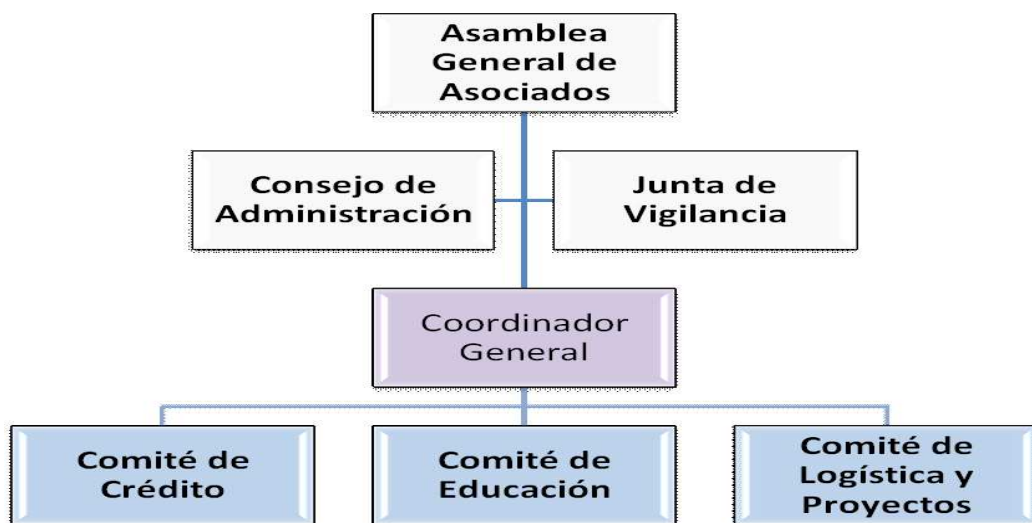 Asamblea
General de
Asociados
Consejo de
Administración
Junta de
Vigilancia
Coordinador
General
Comité de
Crédito
Comité de
Educación
Comité de
Logística y
Proyectos